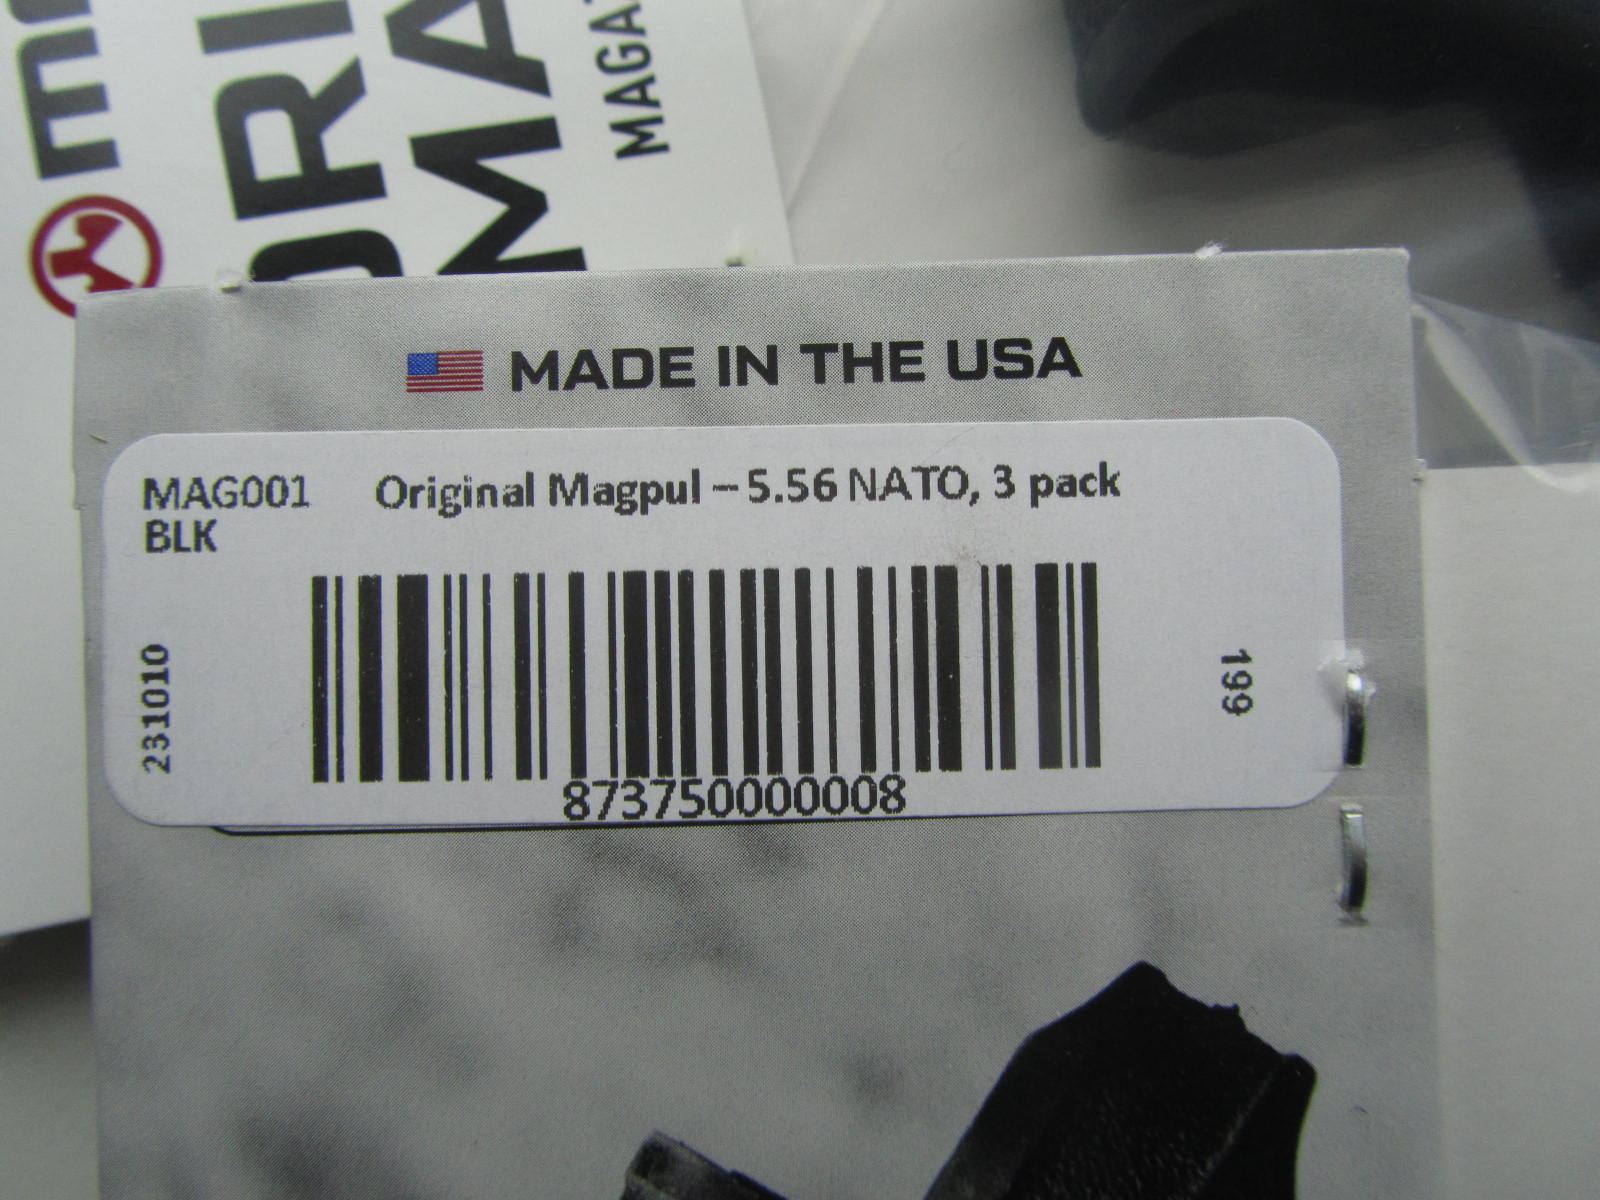 MADE IN THE USA
MAG001 Original Magpul – 5.56 NATO, 3 pack
BLK
231010
199
873750000008